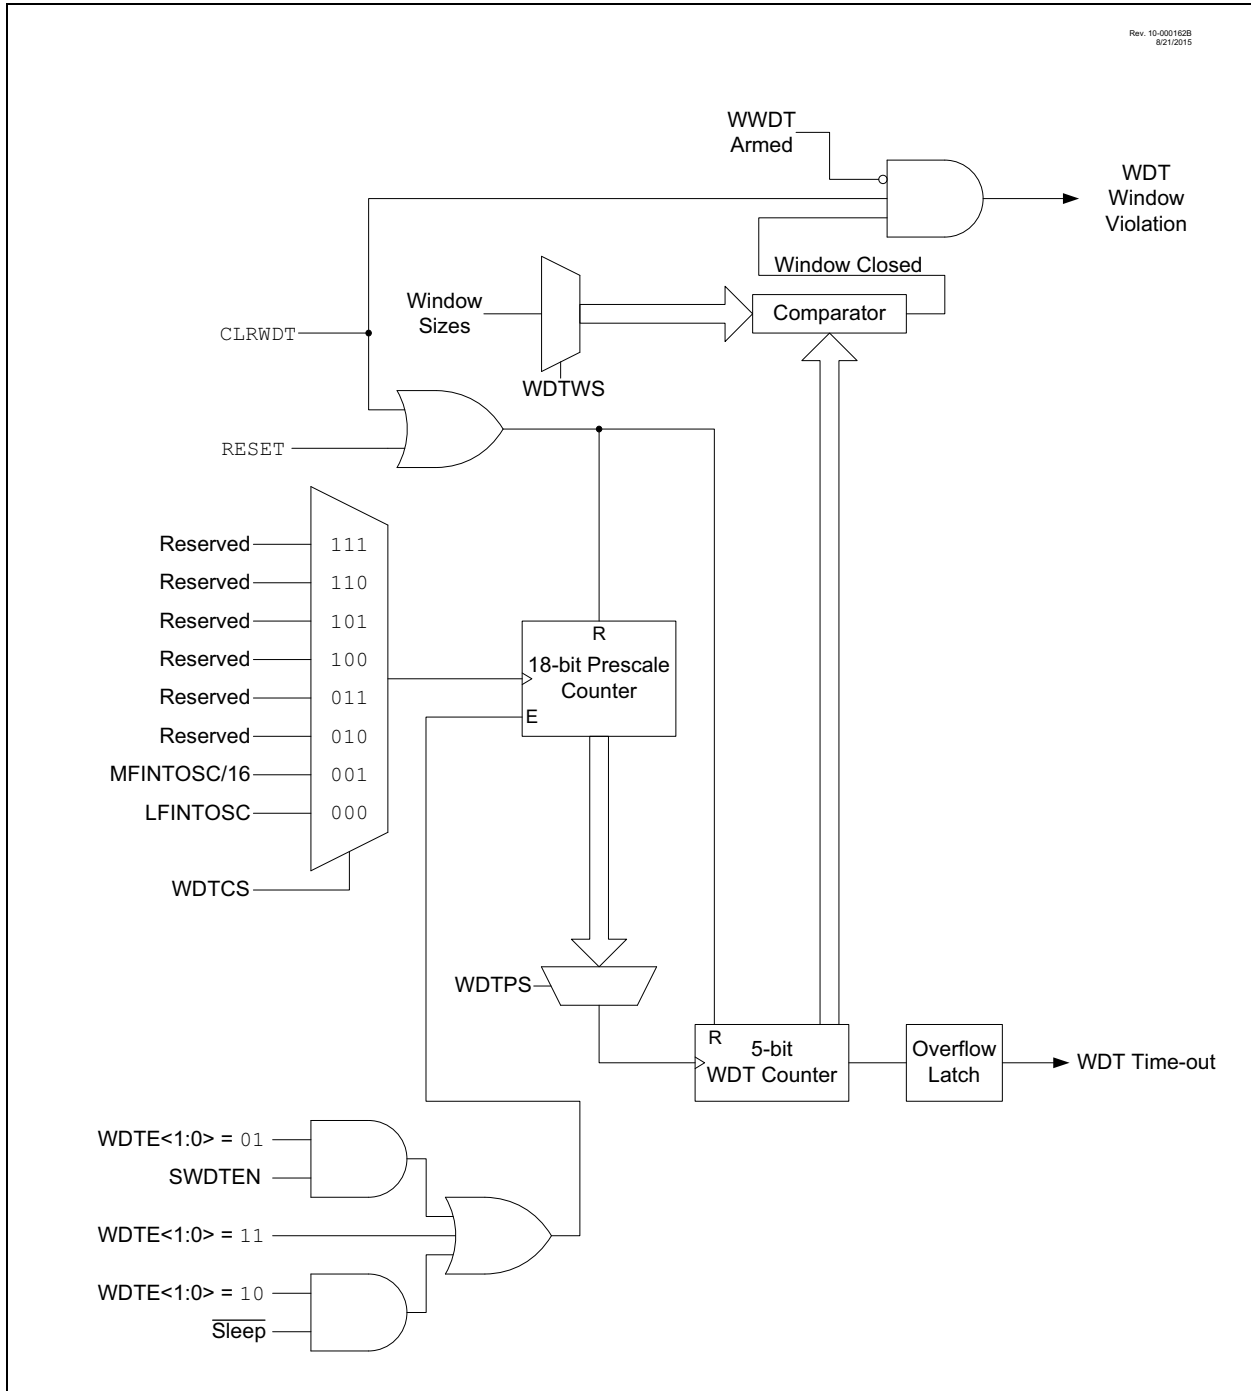 Rev. 10-000162B
8/21/2015
WWDT
Armed
WDT
Window
Violation
Window Closed
Window
Sizes
Comparator
CLRWDT
WDTWS
RESET
Reserved
111
Reserved
110
Reserved
101
Reserved
100
Reserved
011
Reserved
010
MFINTOSC/16
001
LFINTOSC
000
WDTCS
R
18-bit Prescale
Counter
E
WDTPS
R
5-bit
WDT Counter
Overflow
Latch
WDT Time-out
WDTE<1:0> = 01
SWDTEN
WDTE<1:0> = 11
WDTE<1:0> = 10
Sleep